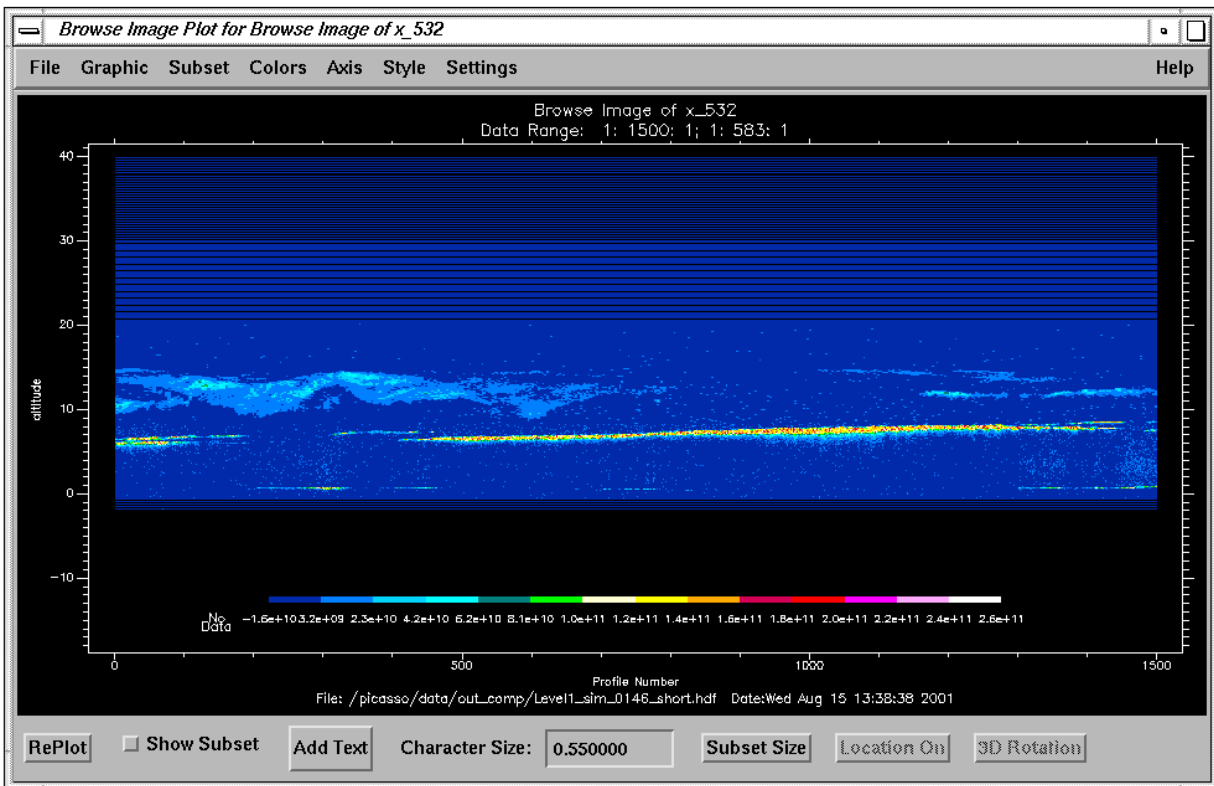 Browse Image Plot for Browse Image of x_532
File Graphic Subset Colors Axis Style Settings Help
Browse Image of x_532
Data Range: 1: 1500: 1; 1: 583: 1
40
30
20
altitude
10
0
-10
No Data -1.6e+10 3.2e+09 2.3e+10 4.2e+10 6.2e+10 8.1e+10 1.0e+11 1.2e+11 1.4e+11 1.6e+11 1.8e+11 2.0e+11 2.2e+11 2.4e+11 2.6e+11
0 500 1000 1500
Profile Number
File: /picasso/data/out_comp/Level1_sim_0146_short.hdf Date:Wed Aug 15 13:38:38 2001
RePlot Show Subset Add Text Character Size: 0.550000 Subset Size Location On 3D Rotation